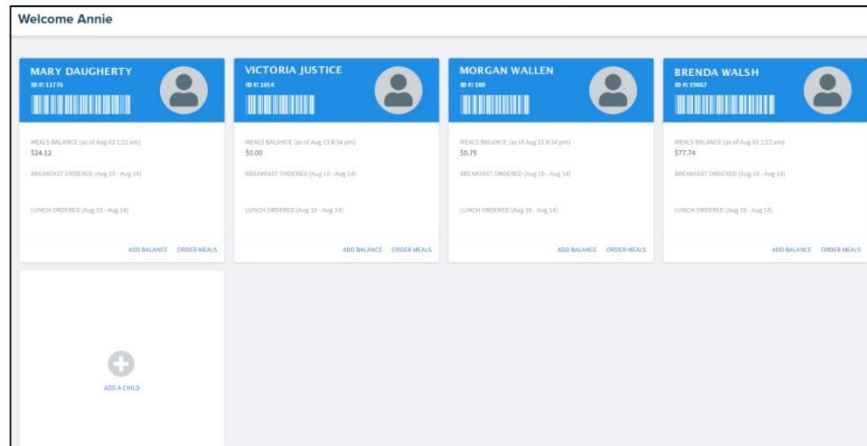 Welcome Annie
MARY DAUGHERTY
ID #: 13776
MEALS BALANCE (as of Aug 03 1:22 am)
$24.12
BREAKFAST ORDERED (Aug 10 - Aug 14)
LUNCH ORDERED (Aug 10 - Aug 14)
ADD BALANCE ORDER MEALS
VICTORIA JUSTICE
ID #: 1014
MEALS BALANCE (as of Aug 13 8:34 pm)
$0.00
BREAKFAST ORDERED (Aug 10 - Aug 14)
LUNCH ORDERED (Aug 10 - Aug 14)
ADD BALANCE ORDER MEALS
MORGAN WALLEN
ID #: 100
MEALS BALANCE (as of Aug 13 8:34 pm)
$0.75
BREAKFAST ORDERED (Aug 10 - Aug 14)
LUNCH ORDERED (Aug 10 - Aug 14)
ADD BALANCE ORDER MEALS
BRENDA WALSH
ID #: 19867
MEALS BALANCE (as of Aug 03 1:22 am)
$77.74
BREAKFAST ORDERED (Aug 10 - Aug 14)
LUNCH ORDERED (Aug 10 - Aug 14)
ADD BALANCE ORDER MEALS
ADD A CHILD